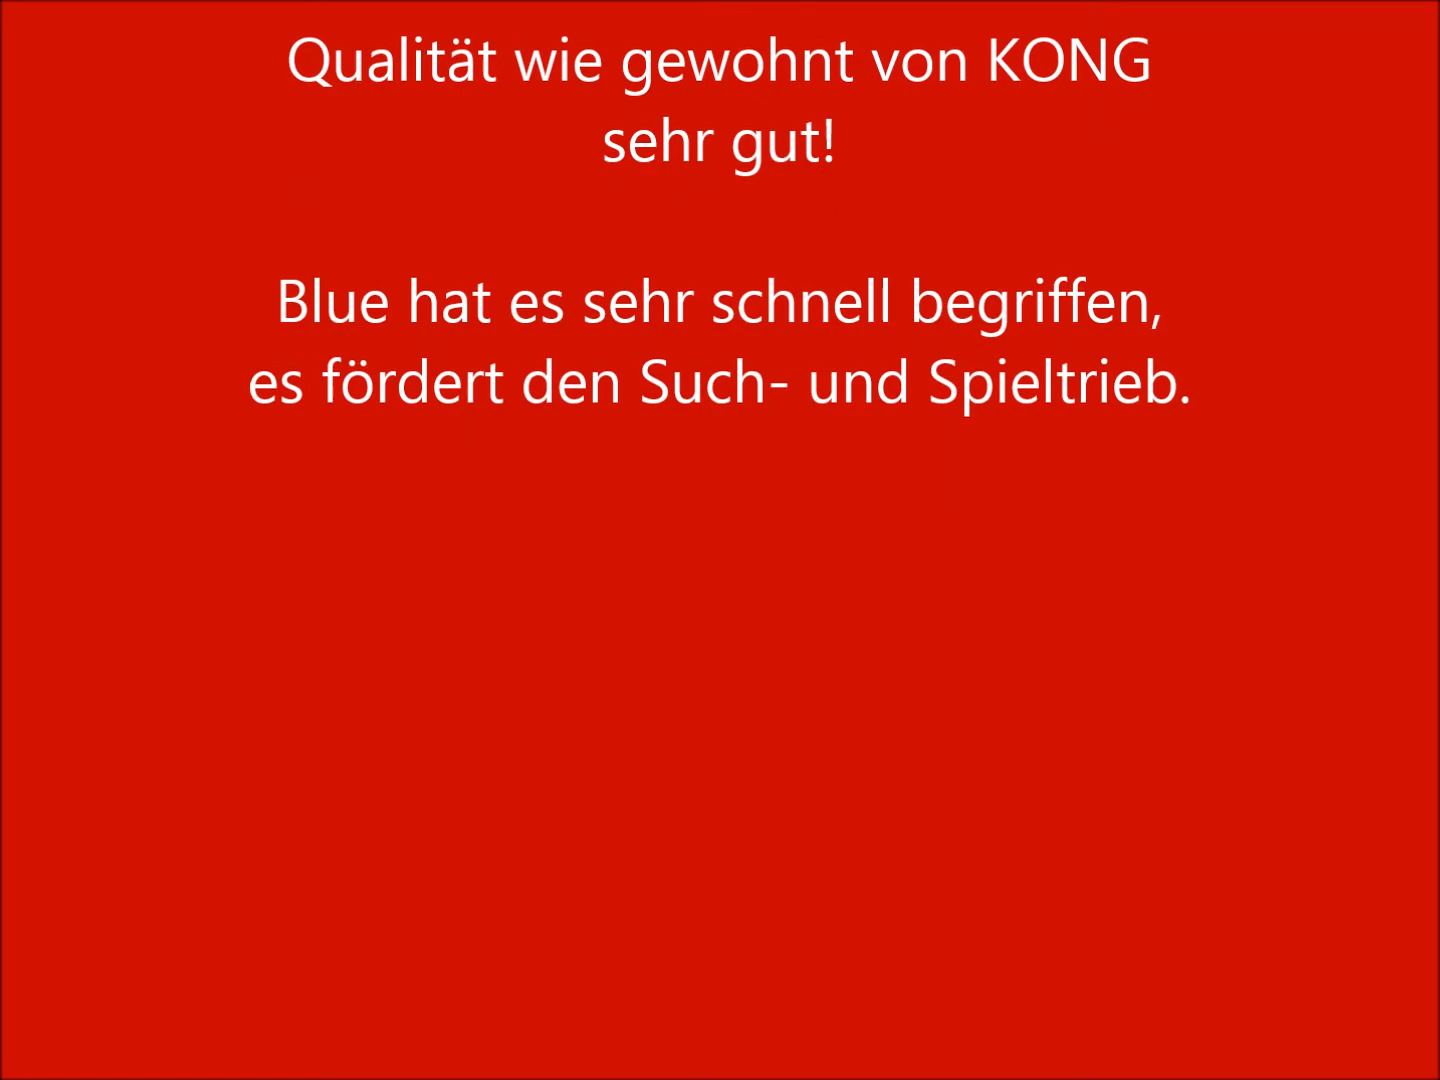 Qualität wie gewohnt von KONG
sehr gut!
Blue hat es sehr schnell begriffen,
es fördert den Such- und Spieltrieb.